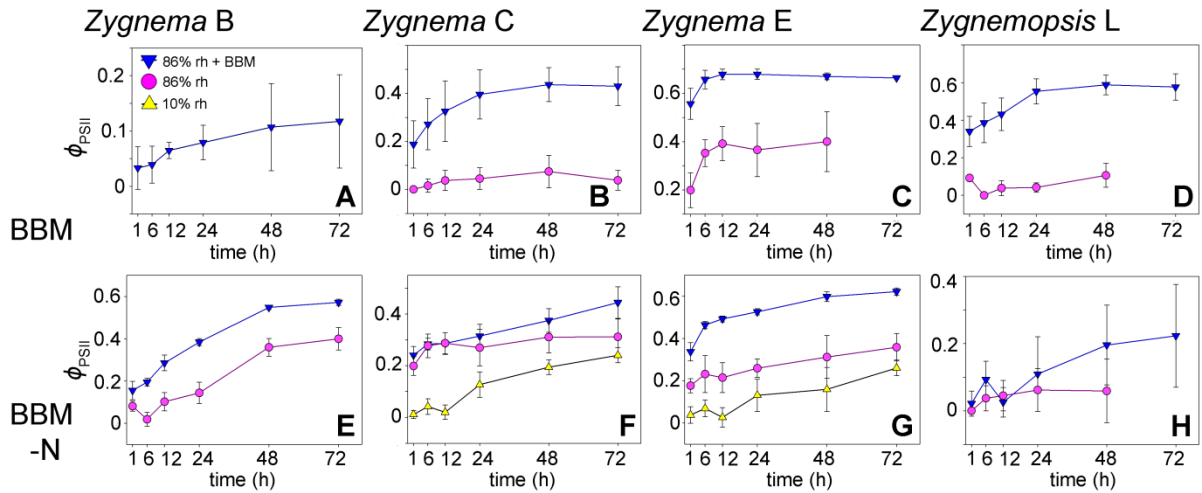 Zygnema B Zygnema C Zygnema E Zygnemopsis L
86% rh + BBM
86% rh
10% rh
0.2
0.1
0
ϕPSII
A
1 6 12 24 48 72
time (h)
0.4
0.2
0
B
1 6 12 24 48 72
time (h)
0.6
0.4
0.2
C
1 6 12 24 48 72
time (h)
0.6
0.4
0.2
0
D
1 6 12 24 48 72
time (h)
BBM
0.6
0.4
0.2
0
ϕPSII
E
1 6 12 24 48 72
time (h)
0.4
0.2
0
F
1 6 12 24 48 72
time (h)
0.6
0.4
0.2
0
G
1 6 12 24 48 72
time (h)
0.4
0.2
0
H
1 6 12 24 48 72
time (h)
BBM
-N